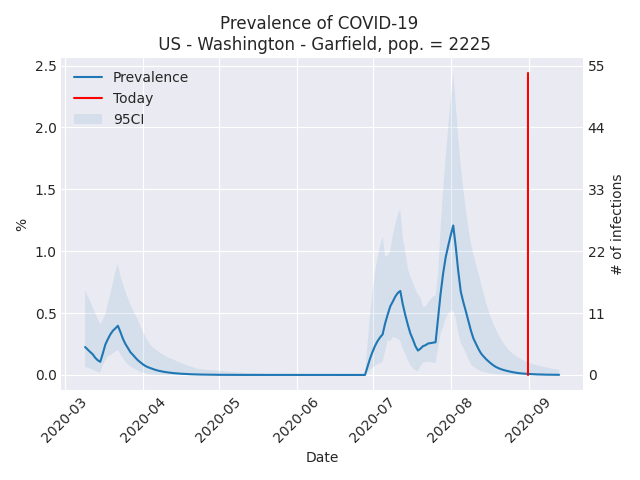 Prevalence of COVID-19
US - Washington - Garfield, pop. = 2225
Prevalence
Today
95CI
2.5
2.0
1.5
1.0
0.5
0.0
%
55
44
33
22
11
0
# of infections
2020-03
2020-04
2020-05
2020-06
2020-07
2020-08
2020-09
Date